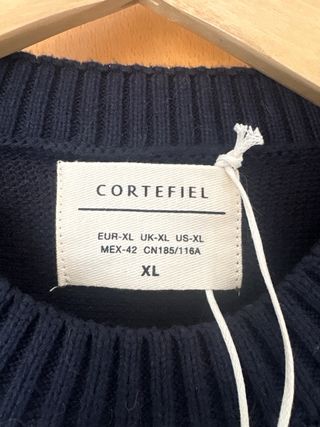 CORTEFIEL
EUR-XL UK-XL US-XL
MEX-42 CN185/116A
XL